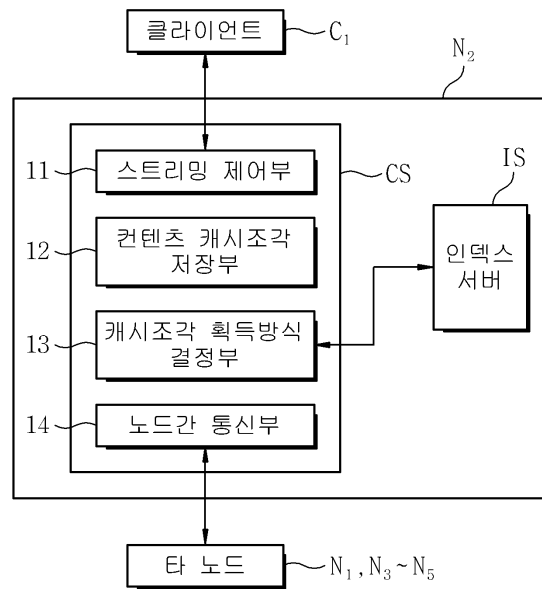 클라이언트
C1
N2
11
스트리밍 제어부
CS
IS
12
컨텐츠 캐시조각
저장부
인덱스
서버
13
캐시조각 획득방식
결정부
14
노드간 통신부
타 노드
N1,N3~N5